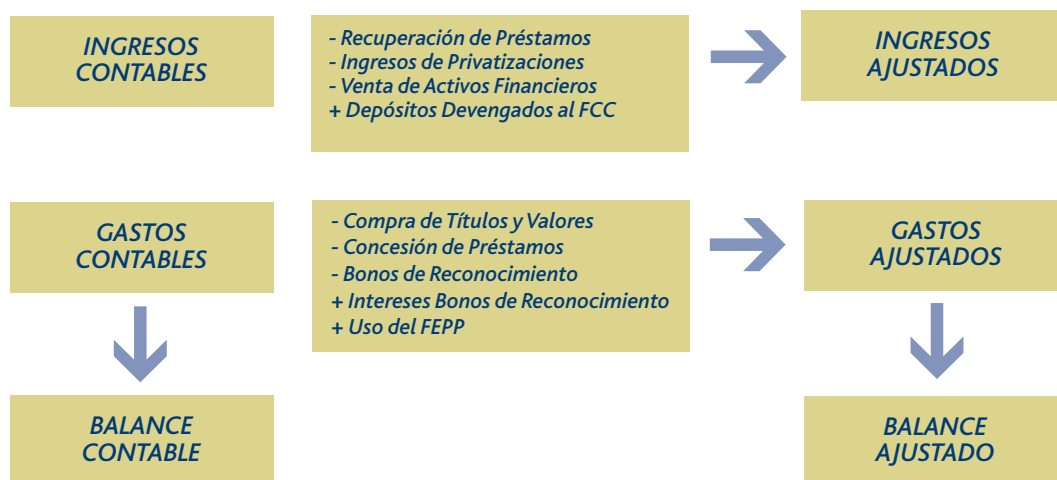 INGRESOS
CONTABLES
- Recuperación de Préstamos
- Ingresos de Privatizaciones
- Venta de Activos Financieros
+ Depósitos Devengados al FCC
INGRESOS
AJUSTADOS
GASTOS
CONTABLES
- Compra de Títulos y Valores
- Concesión de Préstamos
- Bonos de Reconocimiento
+ Intereses Bonos de Reconocimiento
+ Uso del FEPP
GASTOS
AJUSTADOS
BALANCE
CONTABLE
BALANCE
AJUSTADO